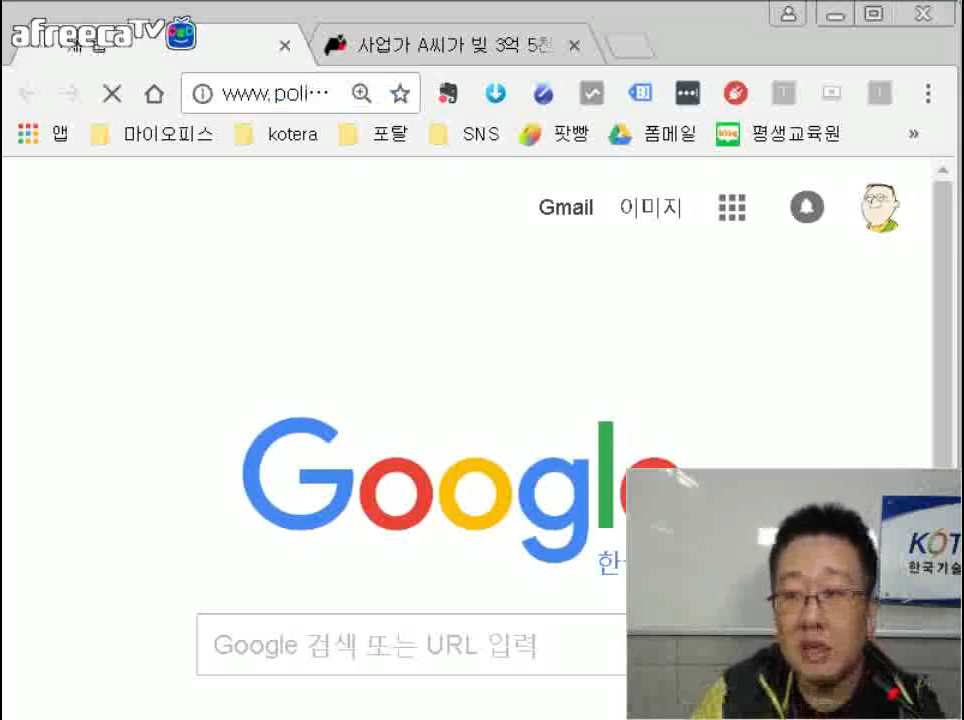 afreecaTV
사업가 A씨가 빚 3억 5천
www.poli···
앱 마이오피스 kotera 포탈 SNS 팟빵 blog 폼메일 평생교육원 »
Gmail 이미지
Google
한
Google 검색 또는 URL 입력
KOT
한국기술